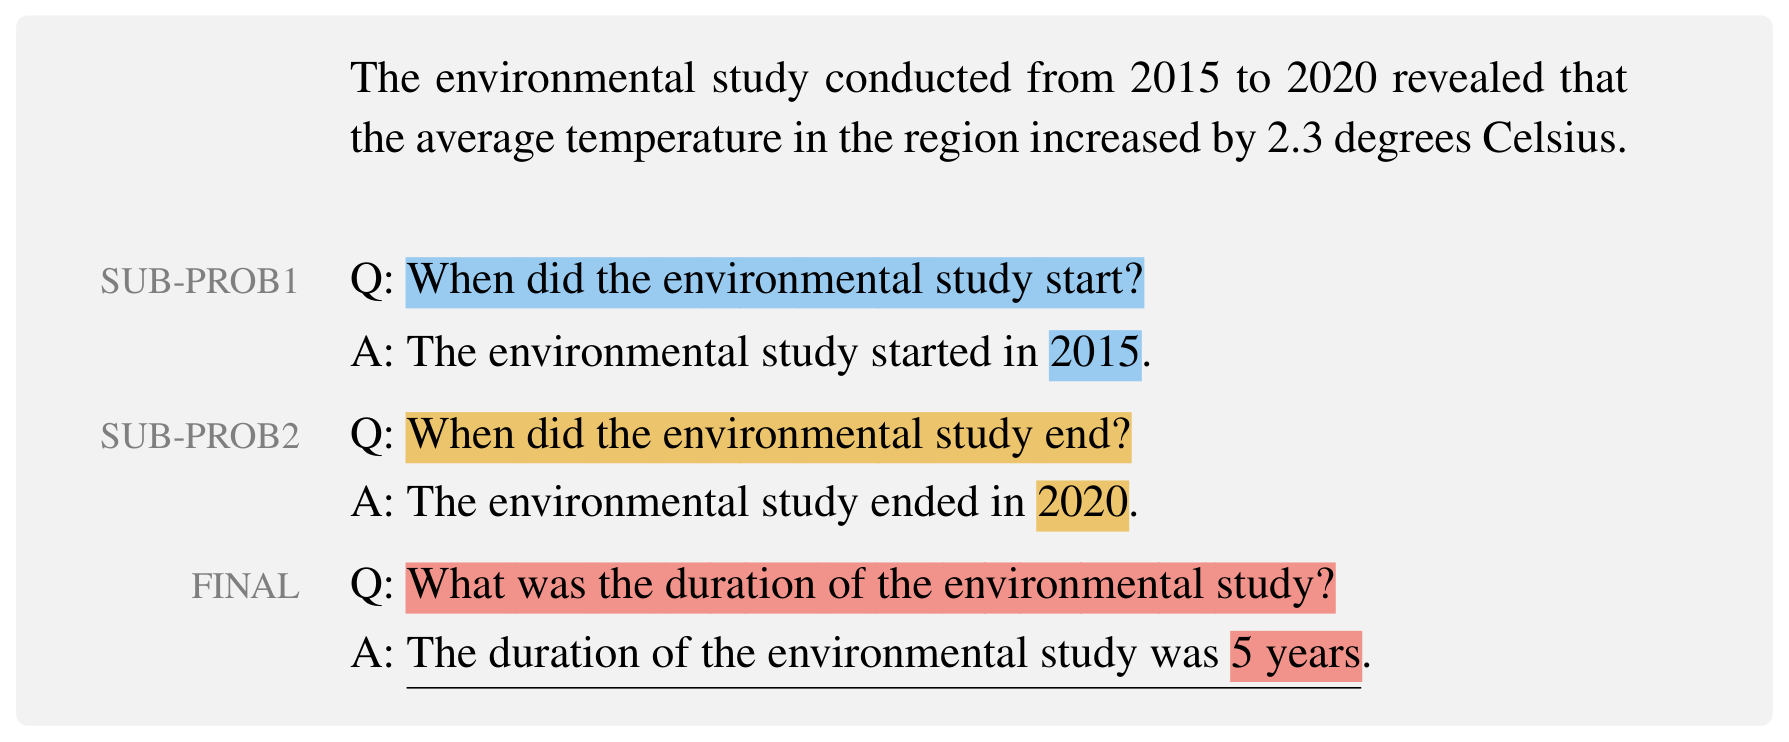 The environmental study conducted from 2015 to 2020 revealed that
the average temperature in the region increased by 2.3 degrees Celsius.
SUB-PROB1 Q: When did the environmental study start?
A: The environmental study started in 2015.
SUB-PROB2 Q: When did the environmental study end?
A: The environmental study ended in 2020.
FINAL Q: What was the duration of the environmental study?
A: The duration of the environmental study was 5 years.